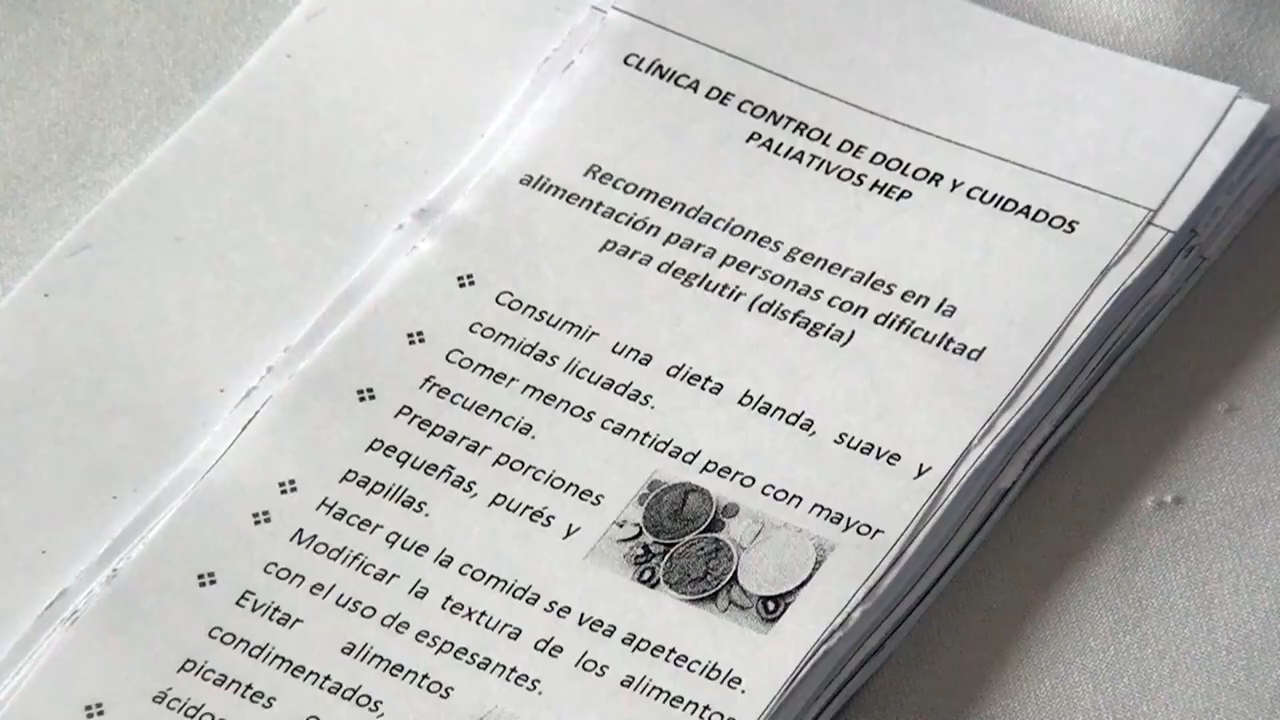 CLÍNICA DE CONTROL DE DOLOR Y CUIDADOS
PALIATIVOS HEP
Recomendaciones generales en la
alimentación para personas con dificultad
para deglutir (disfagia)
Consumir una dieta blanda, suave y
comidas licuadas.
Comer menos cantidad pero con mayor
frecuencia.
Preparar porciones
pequeñas, purés y
papillas.
Hacer que la comida se vea apetecible.
Modificar la textura de los alimentos
con el uso de espesantes.
Evitar alimentos
condimentados,
picantes